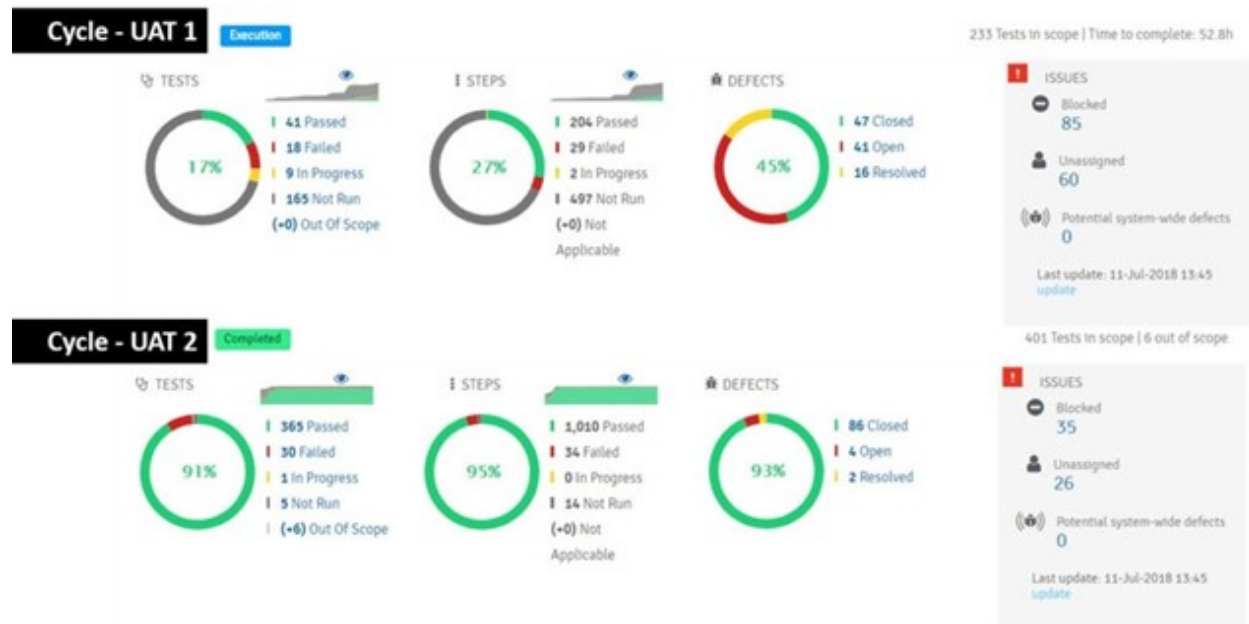 Cycle - UAT 1
Execution
233 Tests in scope | Time to complete: 52.8h
TESTS
17%
41 Passed
18 Failed
9 In Progress
165 Not Run
(+0) Out Of Scope
STEPS
27%
204 Passed
29 Failed
2 In Progress
497 Not Run
(+0) Not
Applicable
DEFECTS
45%
47 Closed
41 Open
16 Resolved
ISSUES
Blocked
85
Unassigned
60
Potential system-wide defects
0
Last update: 11-Jul-2018 13:45
update
Cycle - UAT 2
Completed
401 Tests in scope | 6 out of scope
TESTS
91%
365 Passed
30 Failed
1 In Progress
5 Not Run
(+6) Out Of Scope
STEPS
95%
1,010 Passed
34 Failed
0 In Progress
14 Not Run
(+0) Not
Applicable
DEFECTS
93%
86 Closed
4 Open
2 Resolved
ISSUES
Blocked
35
Unassigned
26
Potential system-wide defects
0
Last update: 11-Jul-2018 13:45
update